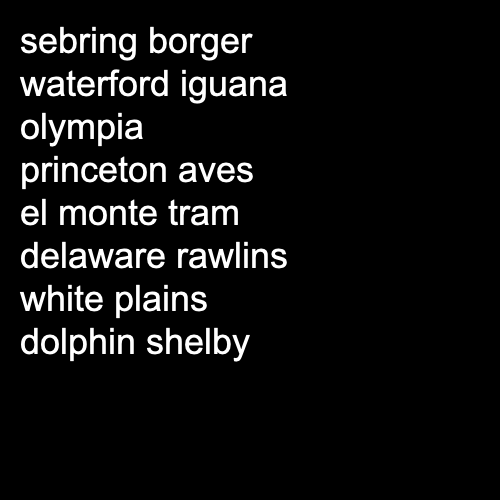 sebring borger
waterford iguana
olympia
princeton aves
el monte tram
delaware rawlins
white plains
dolphin shelby